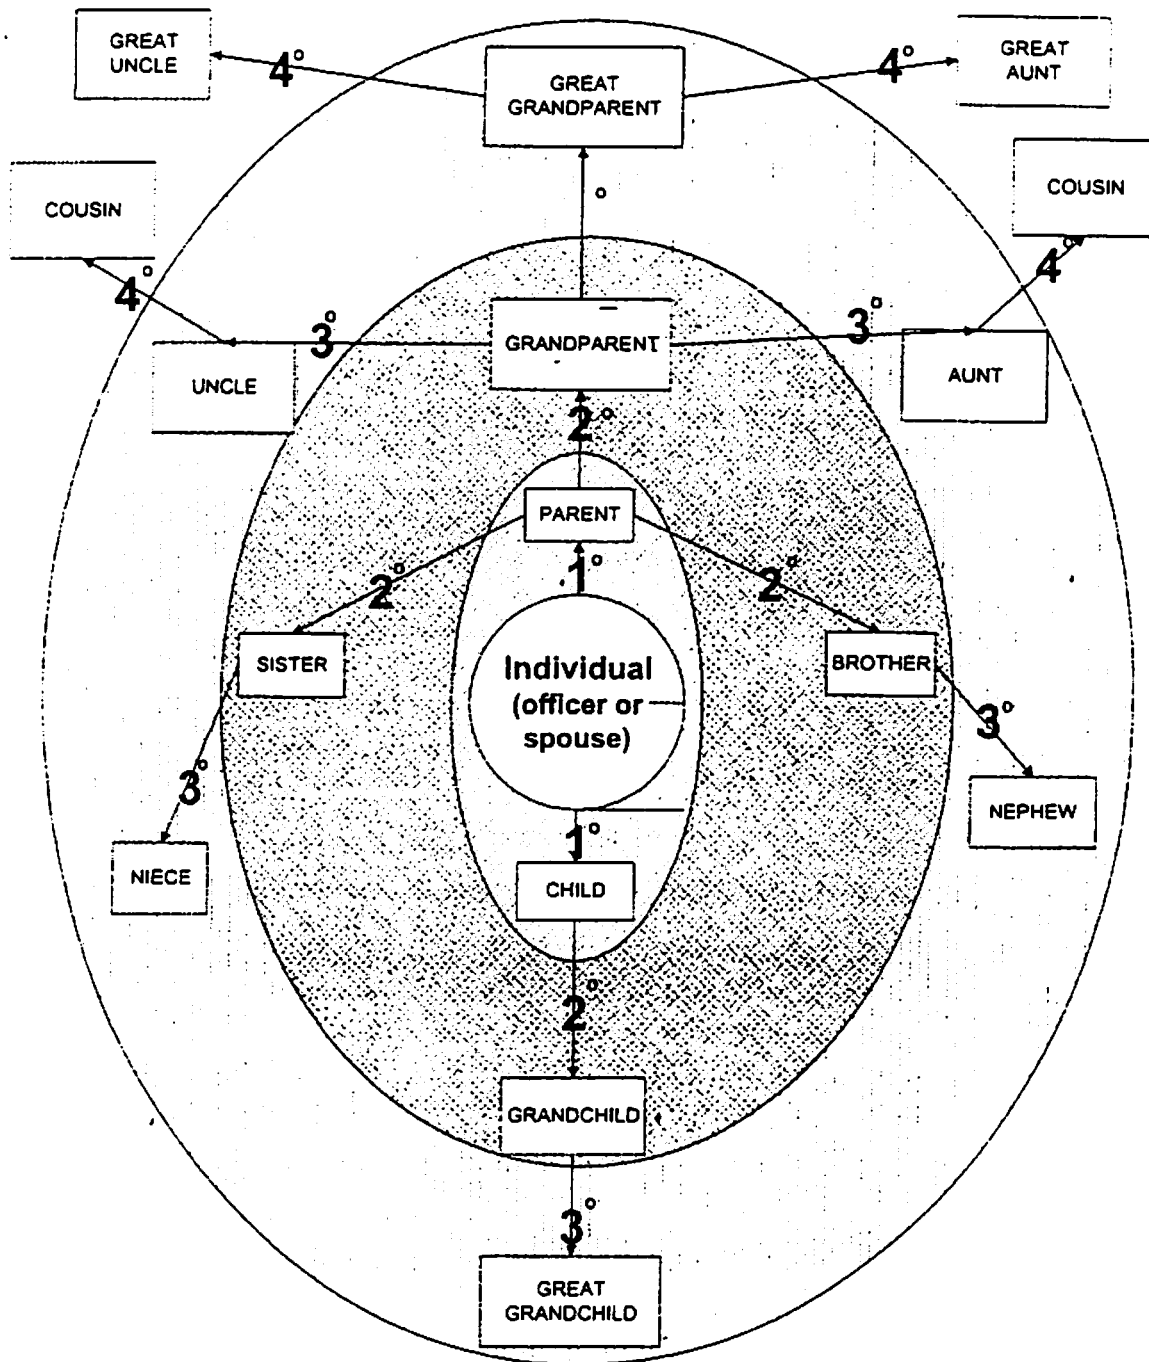 GREAT
UNCLE
4°
GREAT
GRANDPARENT
4°
GREAT
AUNT
COUSIN
°
COUSIN
4°
4°
3°
GRANDPARENT
3°
UNCLE
AUNT
2°
PARENT
1°
2°
2°
SISTER
Individual
(officer or
spouse)
BROTHER
3°
3°
NEPHEW
1°
NIECE
CHILD
2°
GRANDCHILD
3°
GREAT
GRANDCHILD